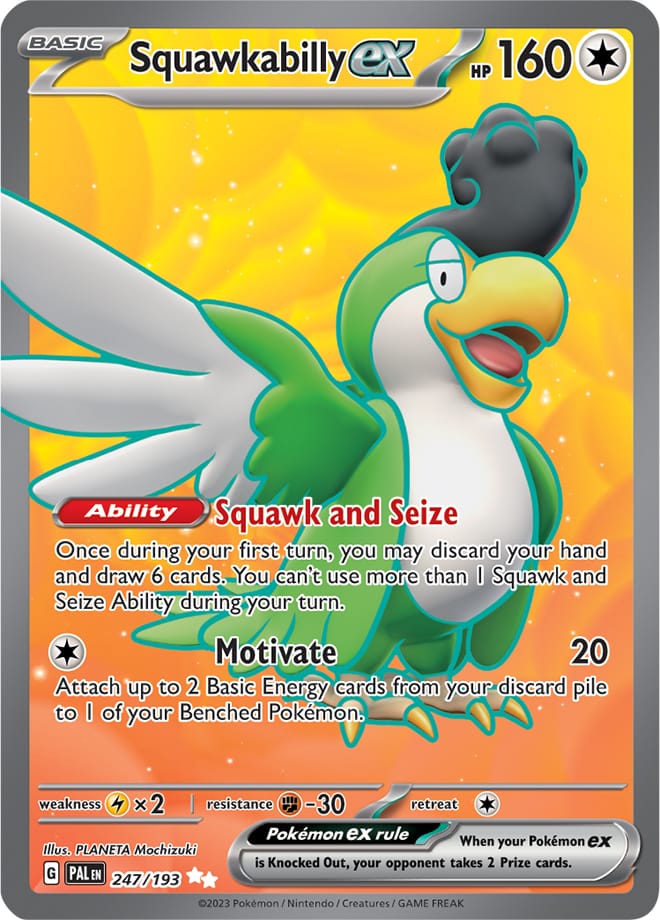 BASIC
Squawkabilly ex
HP 160
Ability Squawk and Seize
Once during your first turn, you may discard your hand
and draw 6 cards. You can't use more than 1 Squawk and
Seize Ability during your turn.
Motivate 20
Attach up to 2 Basic Energy cards from your discard pile
to 1 of your Benched Pokémon.
weakness ×2 resistance -30 retreat
Illus. PLANETA Mochizuki
Pokémon ex rule When your Pokémon ex
is Knocked Out, your opponent takes 2 Prize cards.
G PAL EN 247/193
©2023 Pokémon / Nintendo / Creatures / GAME FREAK